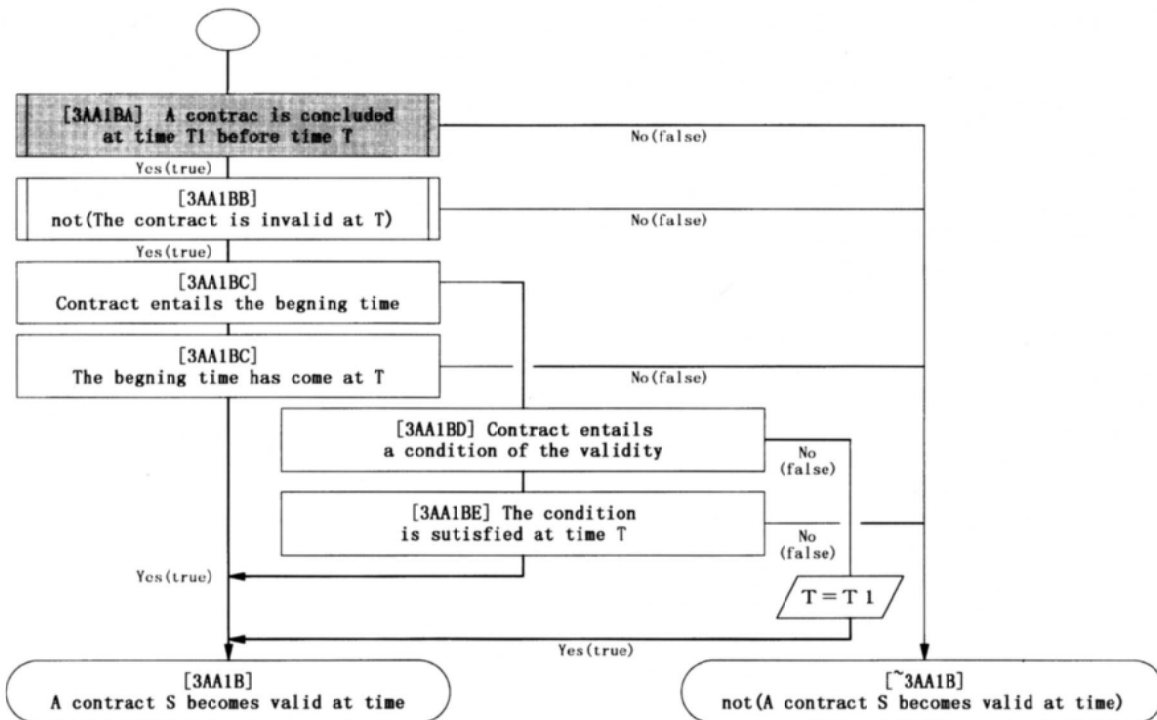 [3AA1BA] A contrac is concluded
at time T1 before time T
No(false)
Yes(true)
[3AA1BB]
not(The contract is invalid at T)
No(false)
Yes(true)
[3AA1BC]
Contract entails the begning time
[3AA1BC]
The begning time has come at T
No(false)
[3AA1BD] Contract entails
a condition of the validity
No
(false)
[3AA1BE] The condition
is sutisfied at time T
No
(false)
Yes(true)
T = T 1
Yes(true)
[3AA1B]
A contract S becomes valid at time
[~3AA1B]
not(A contract S becomes valid at time)